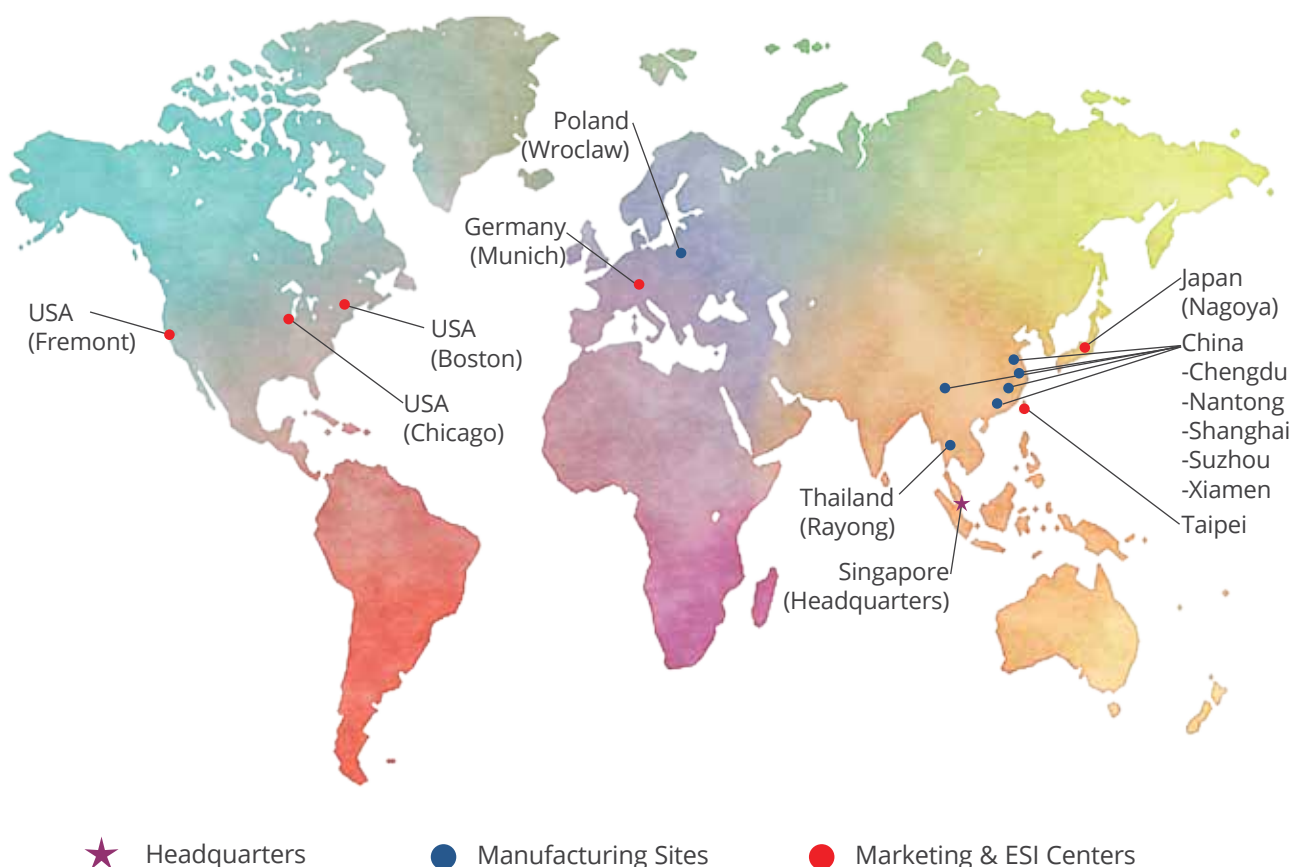 Poland
(Wroclaw)
Germany
(Munich)
USA
(Fremont)
USA
(Boston)
USA
(Chicago)
Japan
(Nagoya)
China
-Chengdu
-Nantong
-Shanghai
-Suzhou
-Xiamen
Taipei
Thailand
(Rayong)
Singapore
(Headquarters)
Headquarters
Manufacturing Sites
Marketing & ESI Centers